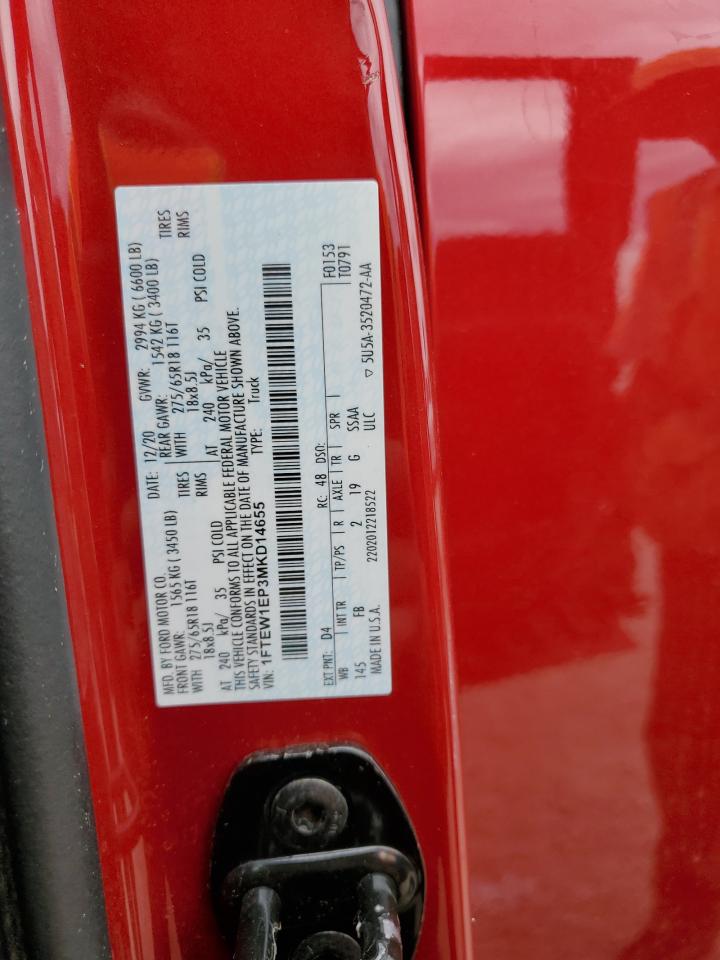 MFD. BY FORD MOTOR CO. DATE: 12/20 GVWR: 2994 KG ( 6600 LB)
FRONT GAWR: 1565 KG ( 3450 LB) REAR GAWR: 1542 KG ( 3400 LB)
WITH 275/65R18 116T TIRES WITH 275/65R18 116T TIRES
18x8.5J RIMS 18x8.5J RIMS
AT 240 kPa/ 35 PSI COLD AT 240 kPa/ 35 PSI COLD
THIS VEHICLE CONFORMS TO ALL APPLICABLE FEDERAL MOTOR VEHICLE
SAFETY STANDARDS IN EFFECT ON THE DATE OF MANUFACTURE SHOWN ABOVE.
VIN: 1FTEW1EP3MKD14655 TYPE: Truck
EXT PNT: D4 RC: 48 DSO: F0153
WB INT TR TP/PS R AXLE TR SPR T0791
145 FB 2 19 G SSAA
MADE IN U.S.A. 2202012218522 ULC ▽ 5U5A-3520472-AA